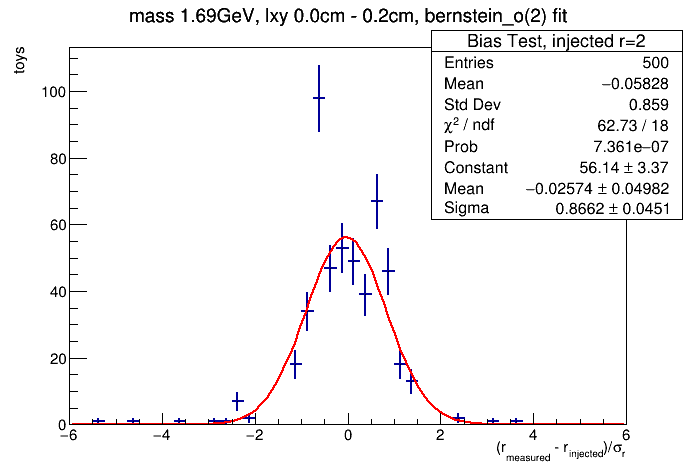 mass 1.69GeV, lxy 0.0cm - 0.2cm, bernstein_o(2) fit
toys
Bias Test, injected r=2
Entries 500
Mean −0.05828
Std Dev 0.859
χ² / ndf 62.73 / 18
Prob 7.361e−07
Constant 56.14 ± 3.37
Mean −0.02574 ± 0.04982
Sigma 0.8662 ± 0.0451
100
80
60
40
20
0
−6 −4 −2 0 2 4 6
(r_measured - r_injected)/σ_r